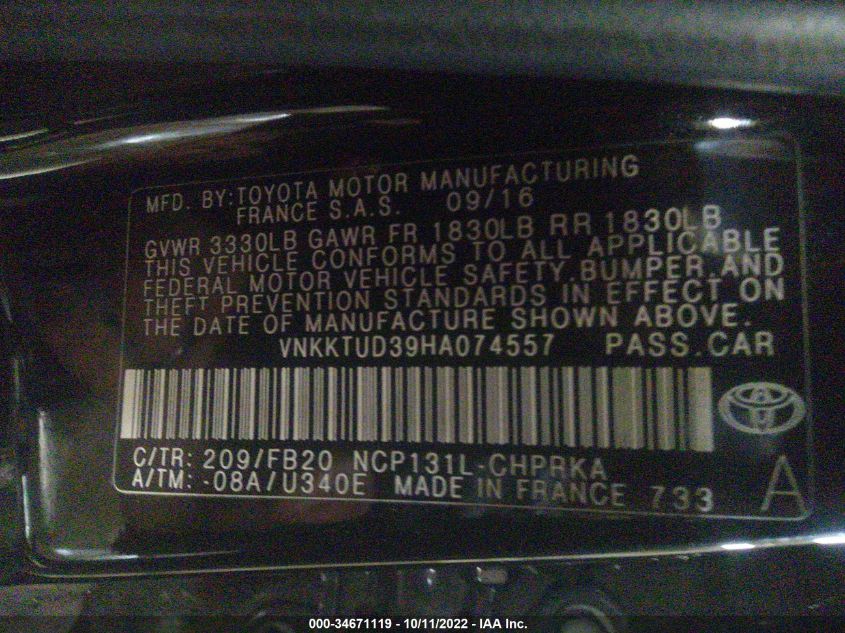 MFD. BY:TOYOTA MOTOR MANUFACTURING
FRANCE S.A.S. 09/16
GVWR 3330LB GAWR FR 1830LB RR 1830LB
THIS VEHICLE CONFORMS TO ALL APPLICABLE
FEDERAL MOTOR VEHICLE SAFETY,BUMPER,AND
THEFT PREVENTION STANDARDS IN EFFECT ON
THE DATE OF MANUFACTURE SHOWN ABOVE.
VNKKTUD39HA074557 PASS.CAR
C/TR: 209/FB20 NCP131L-CHPRKA
A/TM: -08A/U340E MADE IN FRANCE 733
A
000-34671119 - 10/11/2022 - IAA Inc.